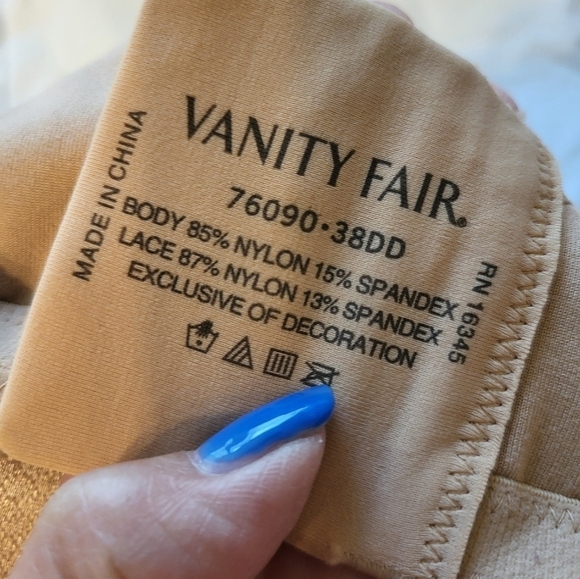 VANITY FAIR.
76090·38DD
BODY 85% NYLON 15% SPANDEX
LACE 87% NYLON 13% SPANDEX
EXCLUSIVE OF DECORATION
MADE IN CHINA
RN 16345